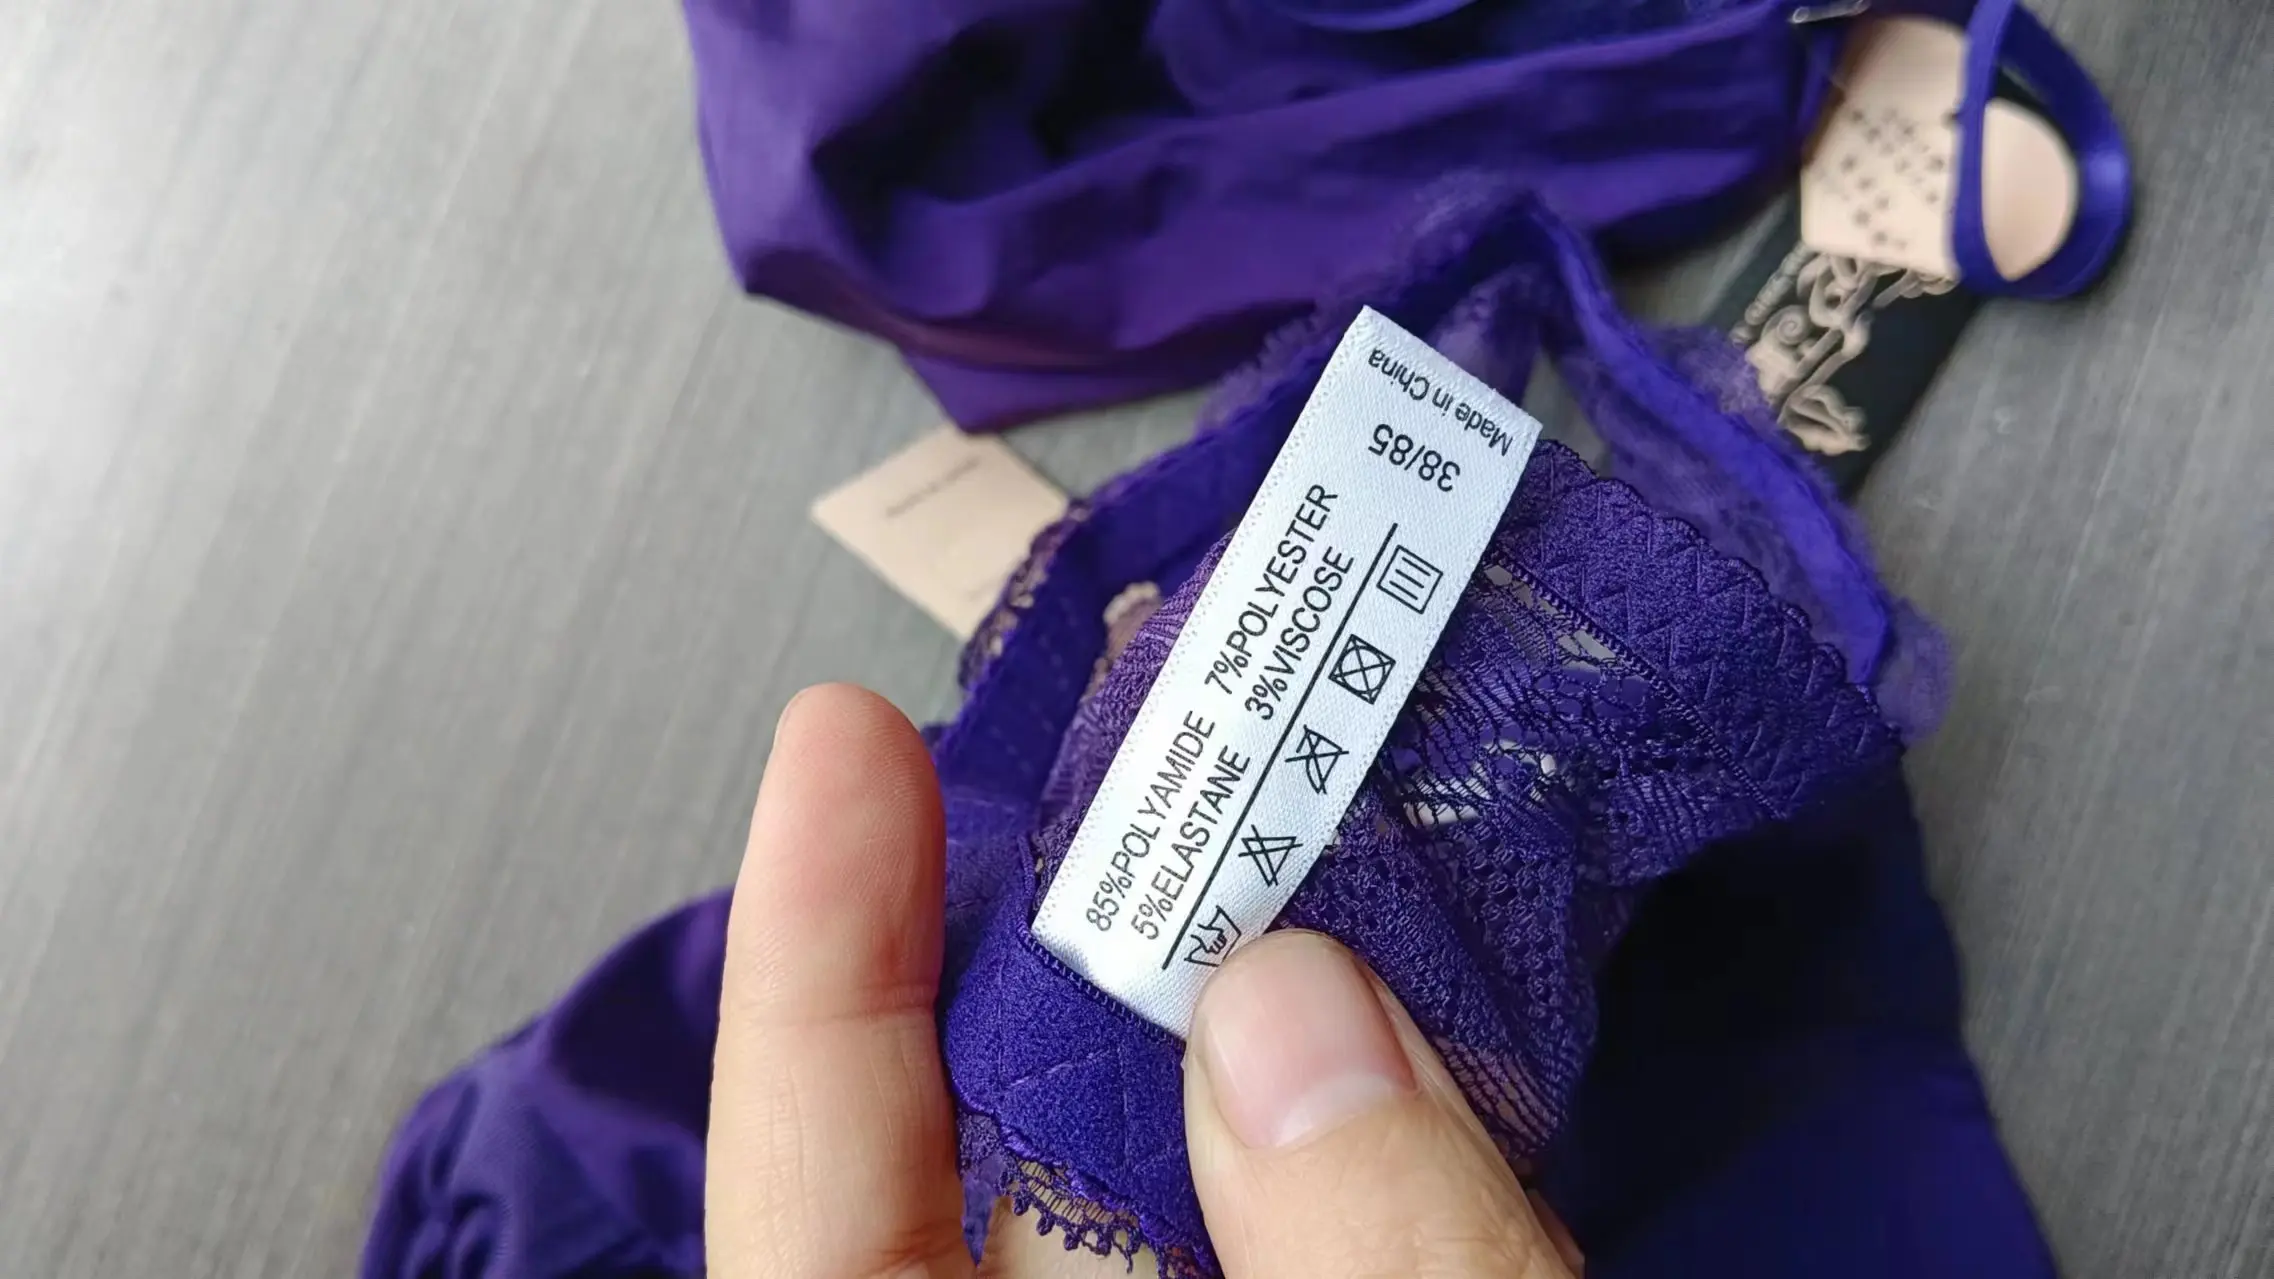 85%POLYAMIDE 7%POLYESTER
5%ELASTANE 3%VISCOSE
38/85
Made in China